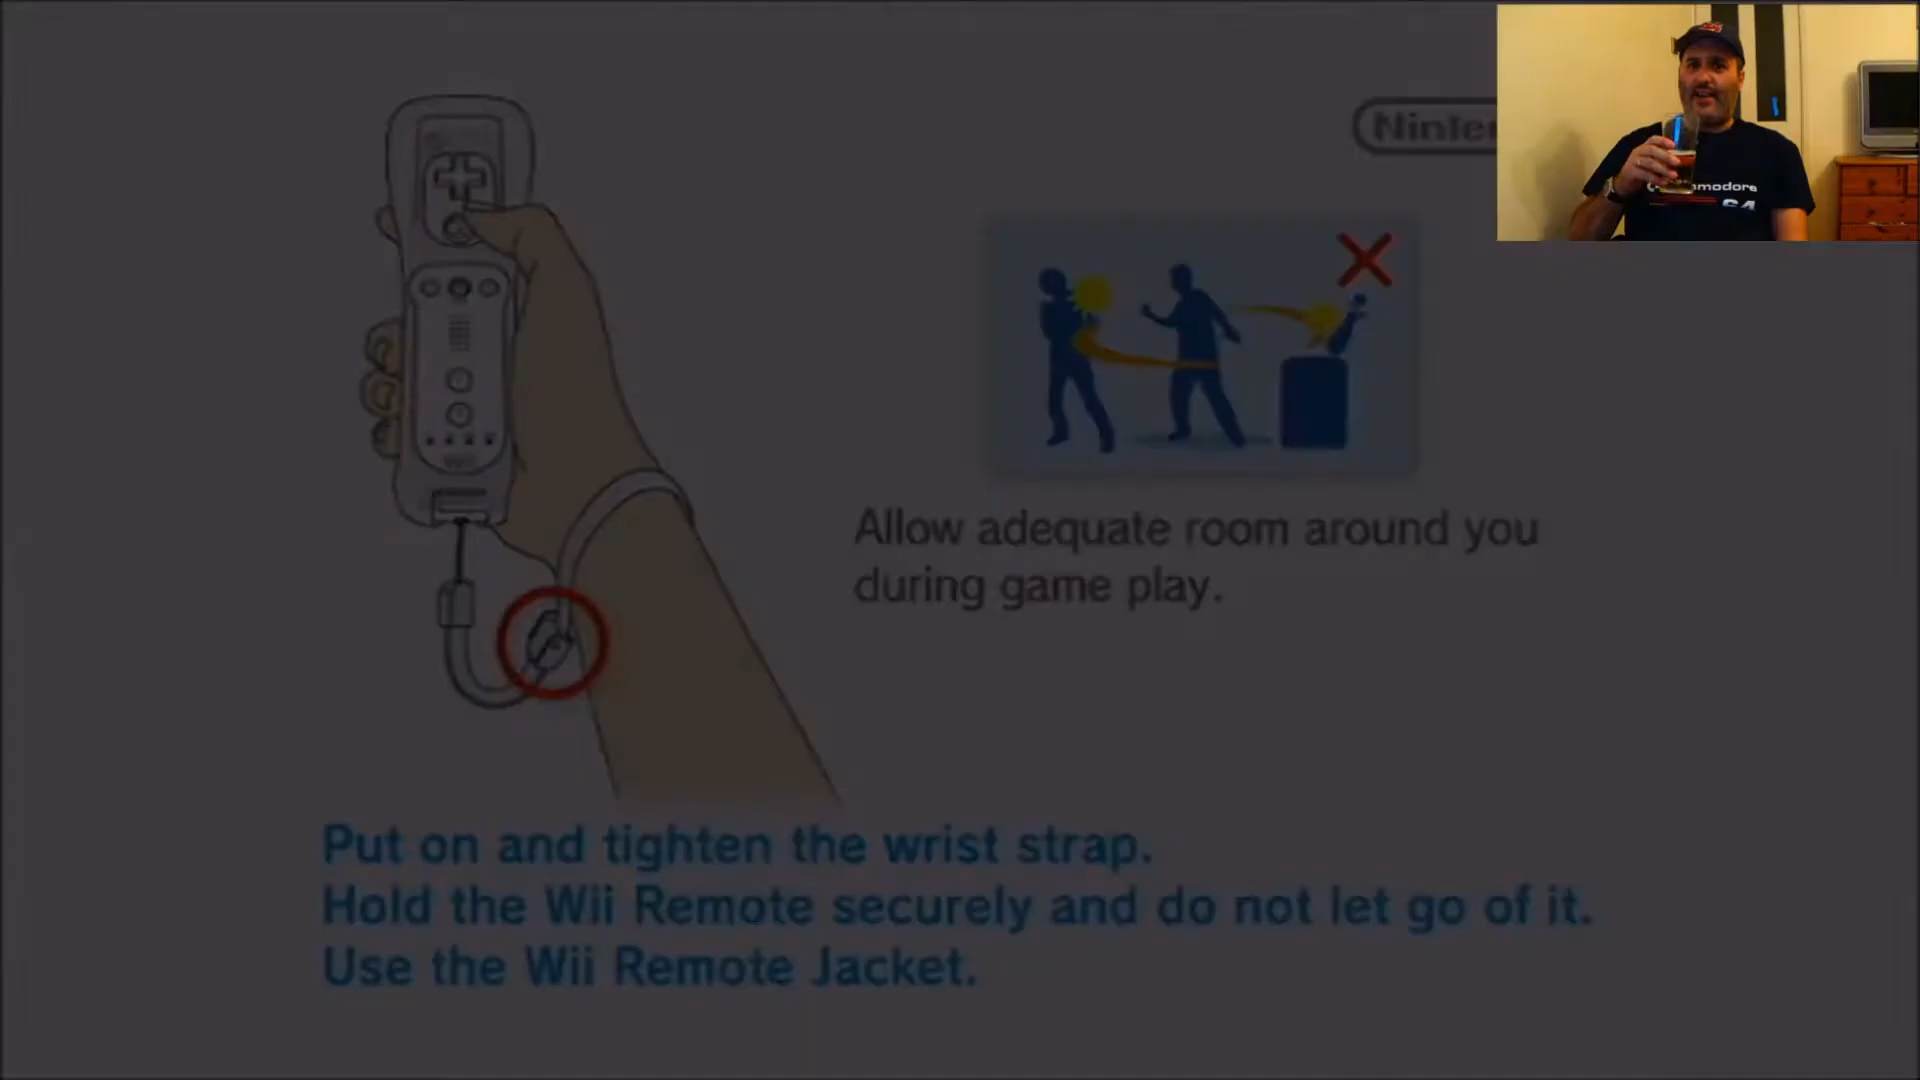 Allow adequate room around you
during game play.
Put on and tighten the wrist strap.
Hold the Wii Remote securely and do not let go of it.
Use the Wii Remote Jacket.
64